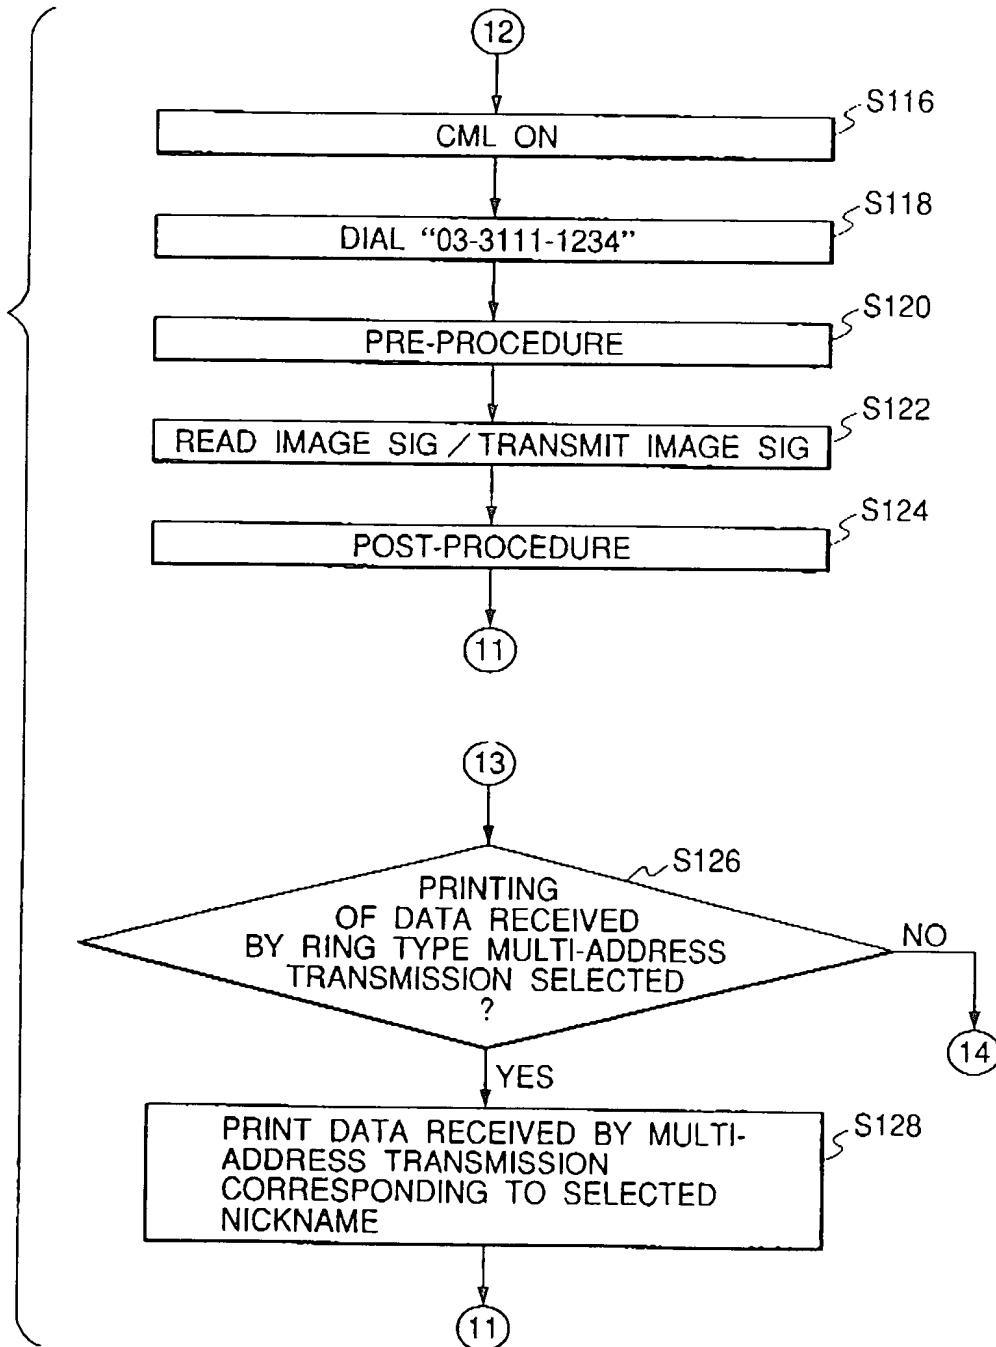 12
S116
CML ON
S118
DIAL “03-3111-1234”
S120
PRE-PROCEDURE
S122
READ IMAGE SIG / TRANSMIT IMAGE SIG
S124
POST-PROCEDURE
11
13
S126
PRINTING
OF DATA RECEIVED
BY RING TYPE MULTI-ADDRESS
TRANSMISSION SELECTED
?
NO
14
YES
S128
PRINT DATA RECEIVED BY MULTI-
ADDRESS TRANSMISSION
CORRESPONDING TO SELECTED
NICKNAME
11